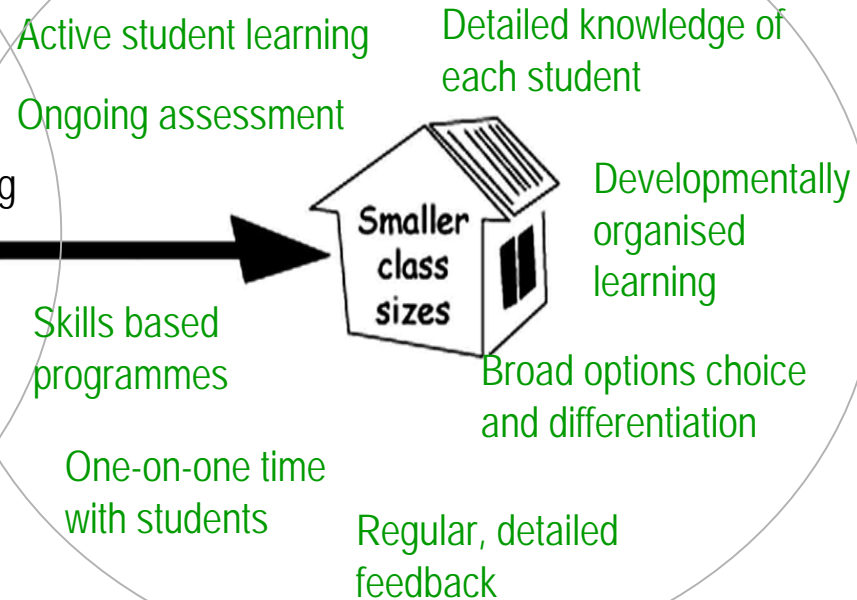 Active student learning
Detailed knowledge of
each student
Ongoing assessment
g
Developmentally
organised
learning
Smaller
class
sizes
Skills based
programmes
Broad options choice
and differentiation
One-on-one time
with students
Regular, detailed
feedback